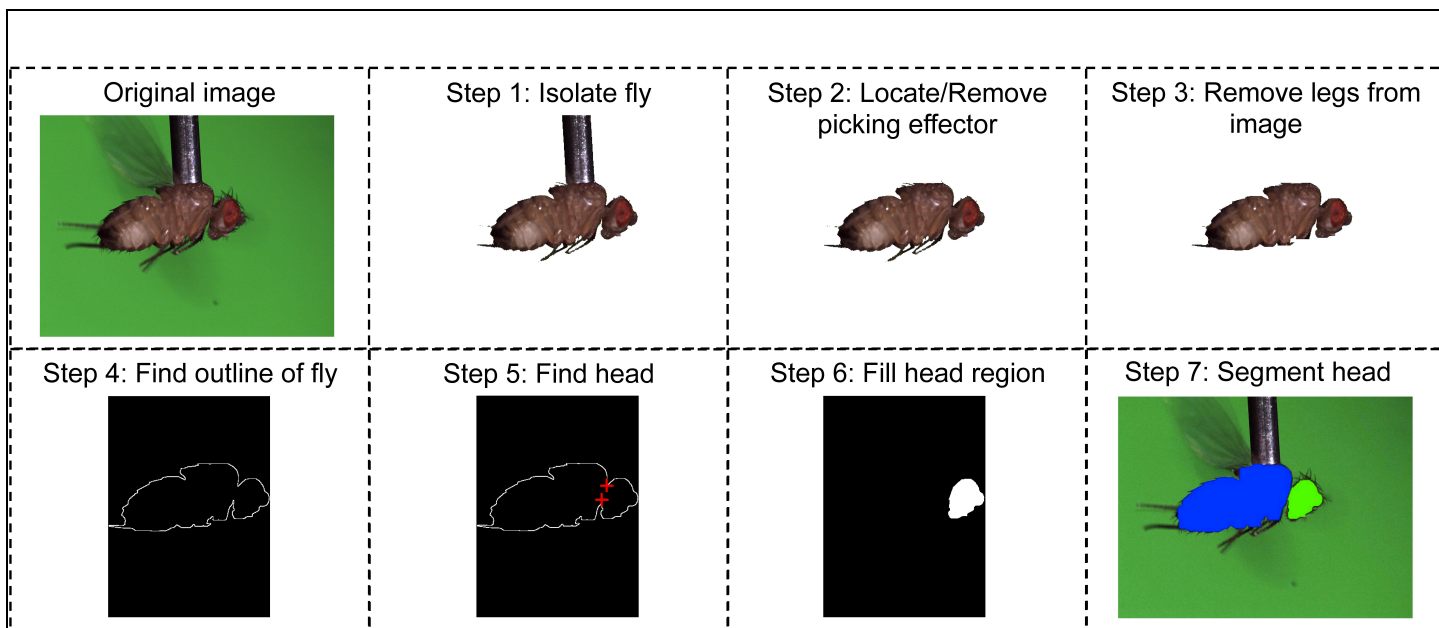 Original image
Step 1: Isolate fly
Step 2: Locate/Remove
picking effector
Step 3: Remove legs from
image
Step 4: Find outline of fly
Step 5: Find head
Step 6: Fill head region
Step 7: Segment head